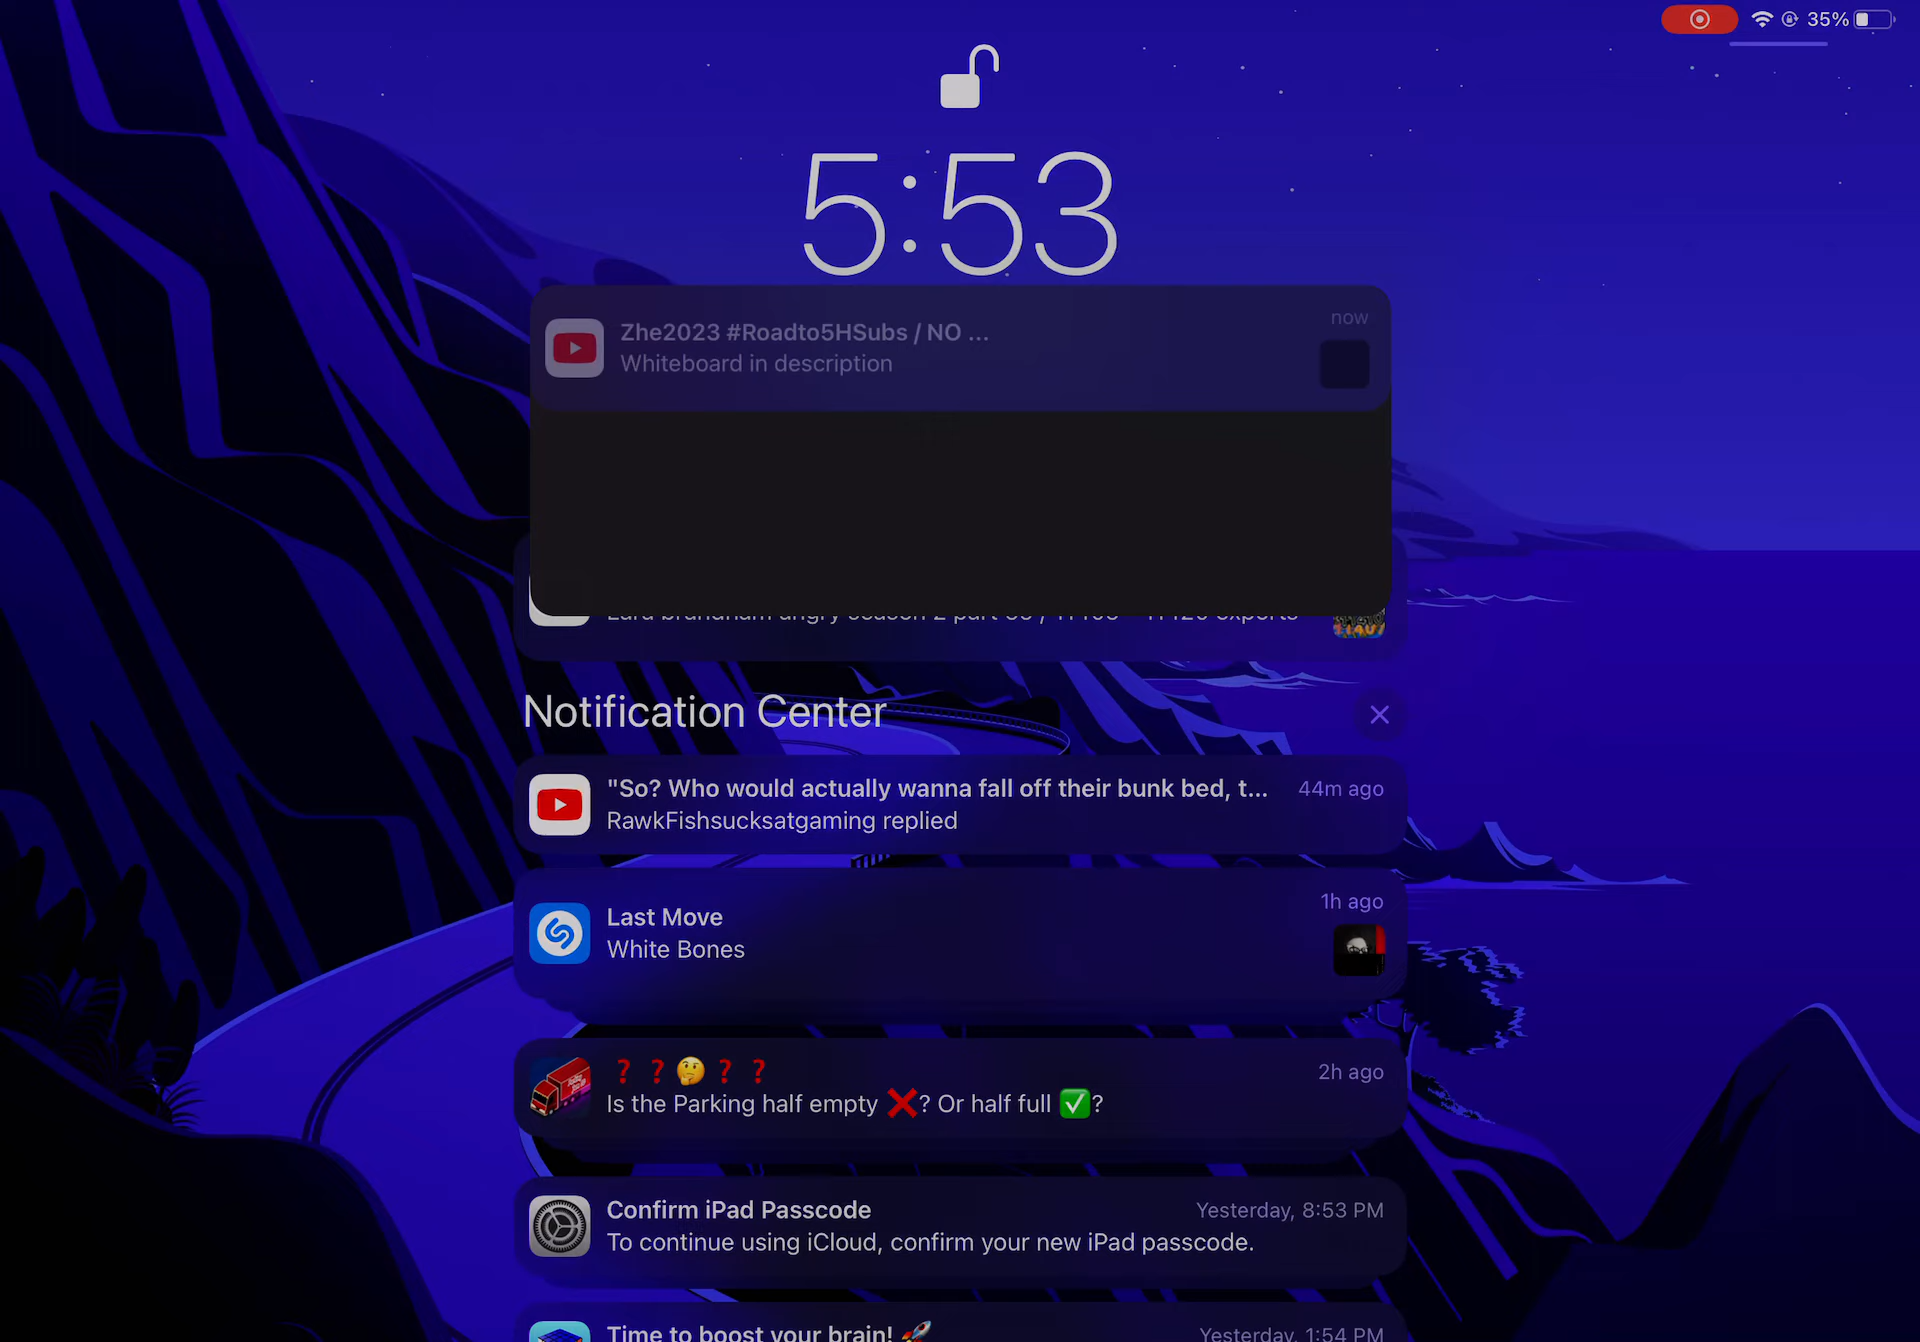 35%
5:53
Zhe2023 #Roadto5HSubs / NO ...
now
Whiteboard in description
Notification Center
"So? Who would actually wanna fall off their bunk bed, t...
44m ago
RawkFishsucksatgaming replied
Last Move
1h ago
White Bones
❓❓🤔❓❓
2h ago
Is the Parking half empty ❌? Or half full ✅?
Confirm iPad Passcode
Yesterday, 8:53 PM
To continue using iCloud, confirm your new iPad passcode.
Time to boost your brain! 🚀
Yesterday, 1:54 PM